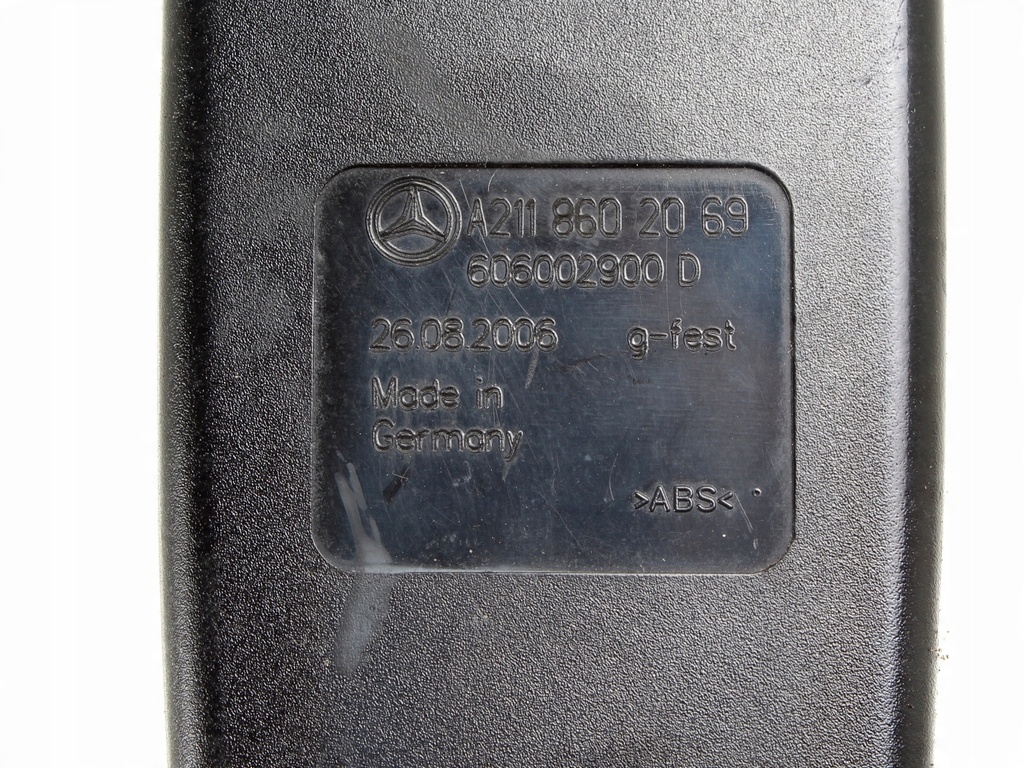 A211 860 20 69
606002900 D
26.08.2006 g-fest
Made in
Germany
>ABS<